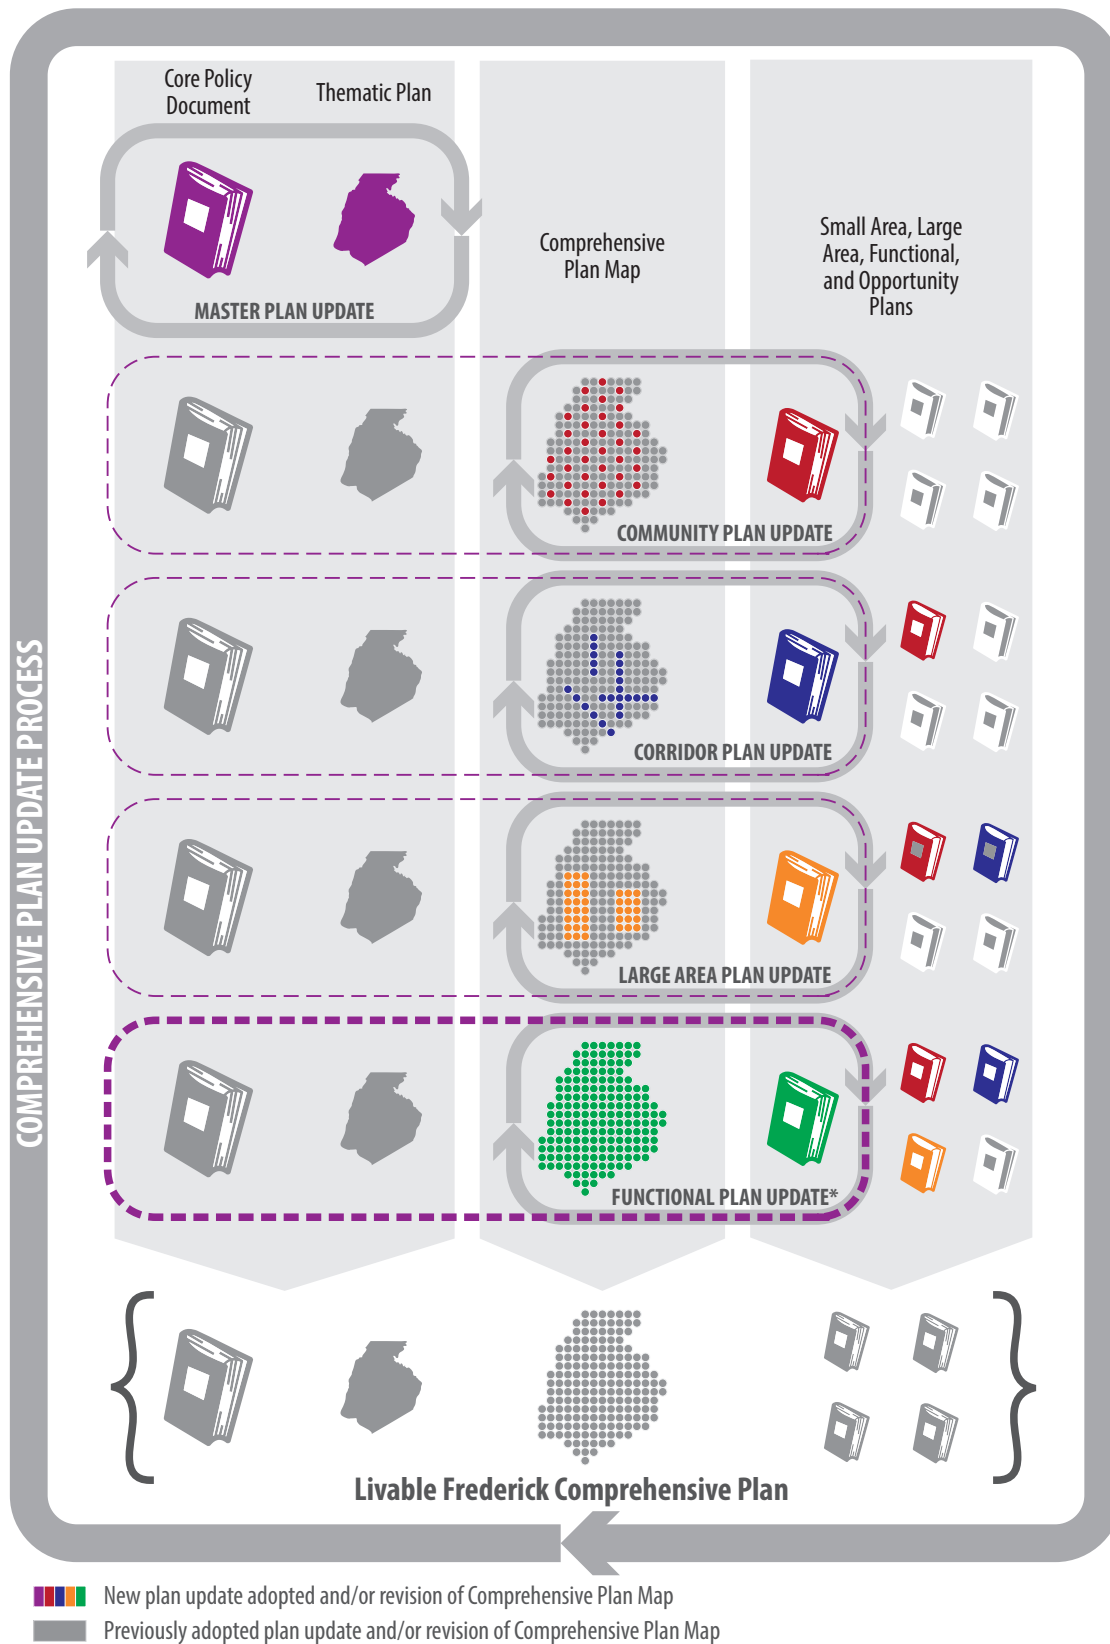 COMPREHENSIVE PLAN UPDATE PROCESS
Core Policy
Document
Thematic Plan
MASTER PLAN UPDATE
Comprehensive
Plan Map
Small Area, Large
Area, Functional,
and Opportunity
Plans
COMMUNITY PLAN UPDATE
CORRIDOR PLAN UPDATE
LARGE AREA PLAN UPDATE
FUNCTIONAL PLAN UPDATE*
Livable Frederick Comprehensive Plan
New plan update adopted and/or revision of Comprehensive Plan Map
Previously adopted plan update and/or revision of Comprehensive Plan Map